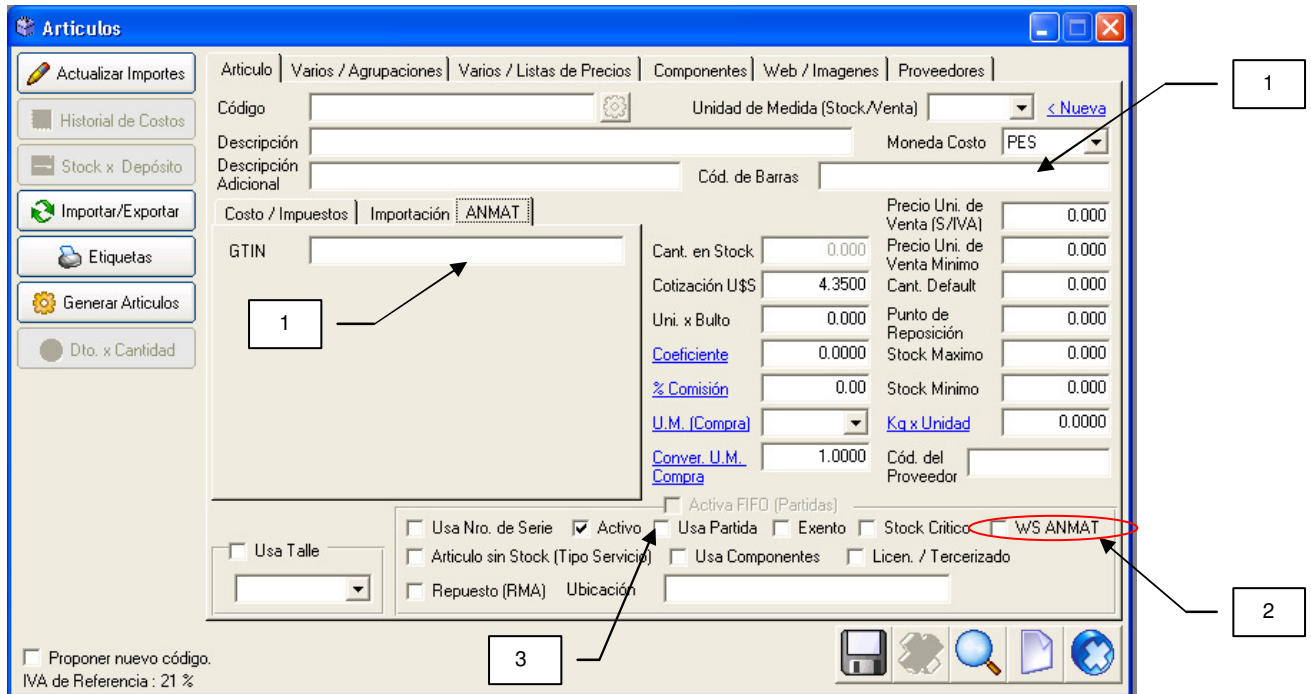 Articulos
Actualizar Importes
Historial de Costos
Stock x Depósito
Importar/Exportar
Etiquetas
Generar Articulos
Dto. x Cantidad
Articulo
Varios / Agrupaciones
Varios / Listas de Precios
Componentes
Web / Imagenes
Proveedores
Código
Unidad de Medida (Stock/Venta)
< Nueva
Descripción
Moneda Costo
PES
Descripción
Adicional
Cód. de Barras
1
Costo / Impuestos
Importación
ANMAT
GTIN
1
Precio Uni. de
Venta (S/IVA)
0.000
Cant. en Stock
0.000
Precio Uni. de
Venta Minimo
0.000
Cotización U$S
4.3500
Cant. Default
0.000
Uni. x Bulto
0.000
Punto de
Reposición
0.000
Coeficiente
0.0000
Stock Maximo
0.000
% Comisión
0.00
Stock Minimo
0.000
U.M. (Compra)
Kg x Unidad
0.0000
Conver. U.M.
Compra
1.0000
Cód. del
Proveedor
Activa FIFO (Partidas)
Usa Nro. de Serie
Activo
Usa Partida
Exento
Stock Critico
WS ANMAT
Usa Talle
Articulo sin Stock (Tipo Servicio)
Usa Componentes
Licen. / Tercerizado
Repuesto (RMA)
Ubicación
2
3
Proponer nuevo código.
IVA de Referencia : 21 %